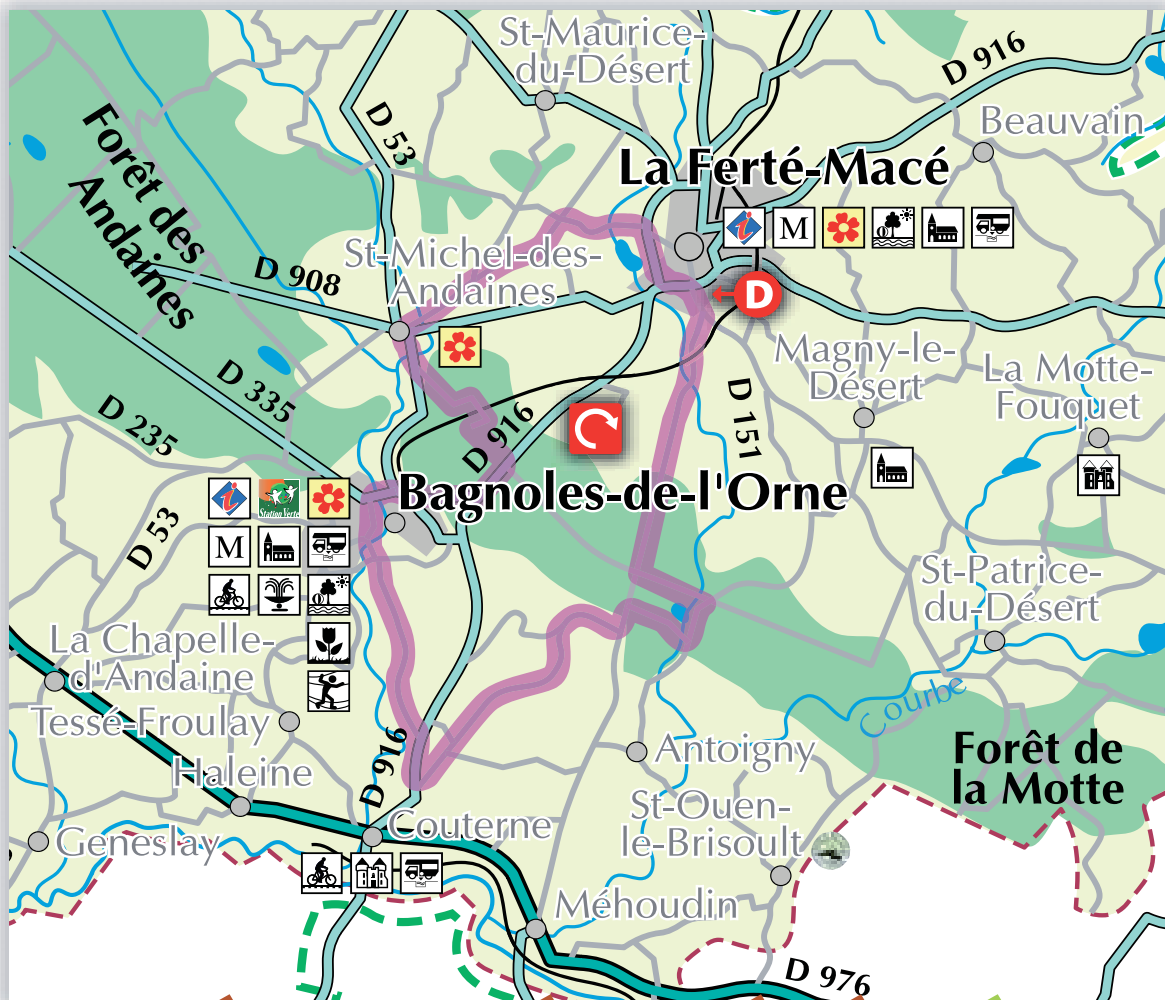 St-Maurice-
du-Désert
D 916
Beauvain
D 53
Forêt des
Andaines
La Ferté-Macé
i
M
St-Michel-des-
Andaines
D 908
D
Magny-le-
Désert
La Motte-
Fouquet
D 335
D 151
D 235
D 916
Bagnoles-de-l'Orne
i
Station Verte
M
D 53
St-Patrice-
du-Désert
La Chapelle-
d'Andaine
Courbe
Tessé-Froulay
Antoigny
Forêt de
la Motte
D 916
Haleine
St-Ouen-
le-Brisoult
Couterne
Geneslay
Méhoudin
D 976